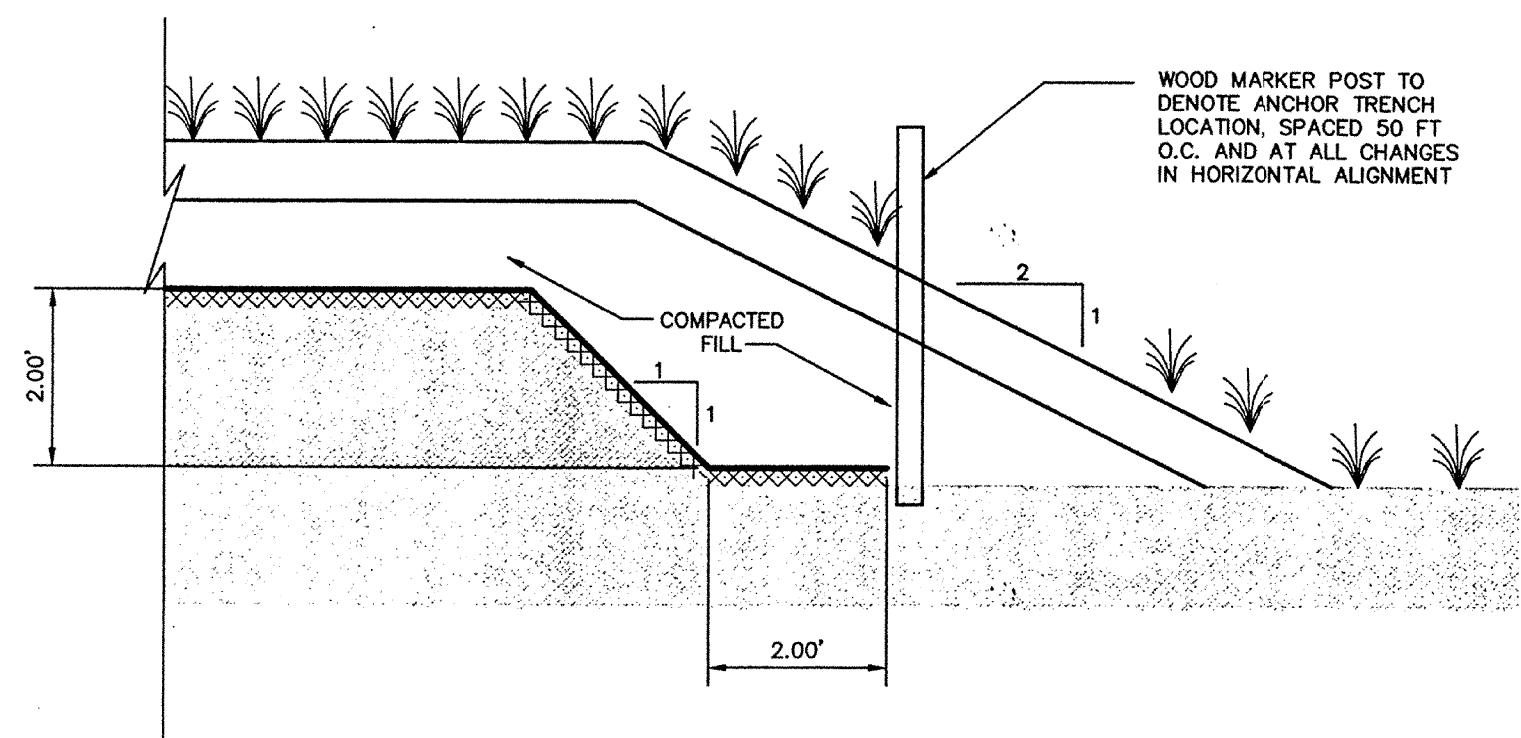 WOOD MARKER POST TO
DENOTE ANCHOR TRENCH
LOCATION, SPACED 50 FT
O.C. AND AT ALL CHANGES
IN HORIZONTAL ALIGNMENT
2
1
COMPACTED
FILL
2.00'
1
1
2.00'